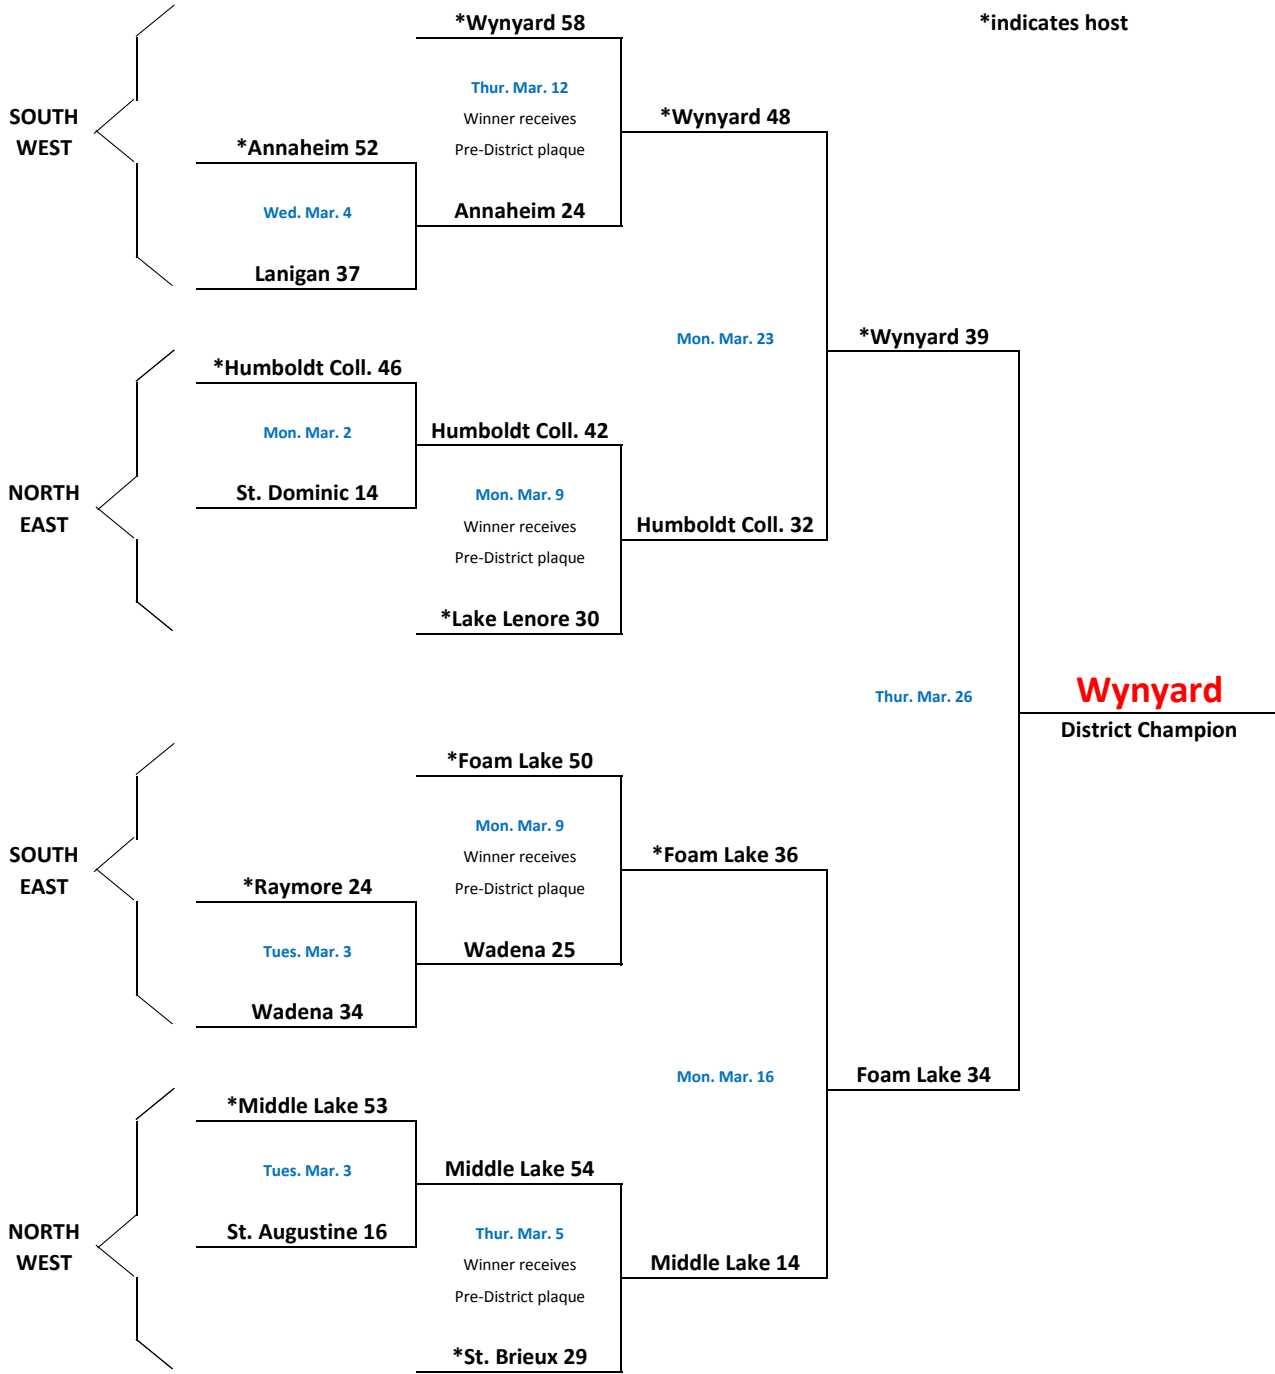 *Wynyard 58
*indicates host
Thur. Mar. 12
Winner receives
Pre-District plaque
SOUTH
WEST
*Wynyard 48
*Annaheim 52
Wed. Mar. 4
Annaheim 24
Lanigan 37
Mon. Mar. 23
*Wynyard 39
*Humboldt Coll. 46
Mon. Mar. 2
Humboldt Coll. 42
NORTH
EAST
St. Dominic 14
Mon. Mar. 9
Winner receives
Pre-District plaque
Humboldt Coll. 32
*Lake Lenore 30
Thur. Mar. 26
Wynyard
District Champion
*Foam Lake 50
Mon. Mar. 9
Winner receives
Pre-District plaque
SOUTH
EAST
*Foam Lake 36
*Raymore 24
Tues. Mar. 3
Wadena 25
Wadena 34
Mon. Mar. 16
Foam Lake 34
*Middle Lake 53
Tues. Mar. 3
Middle Lake 54
NORTH
WEST
St. Augustine 16
Thur. Mar. 5
Winner receives
Pre-District plaque
Middle Lake 14
*St. Brieux 29